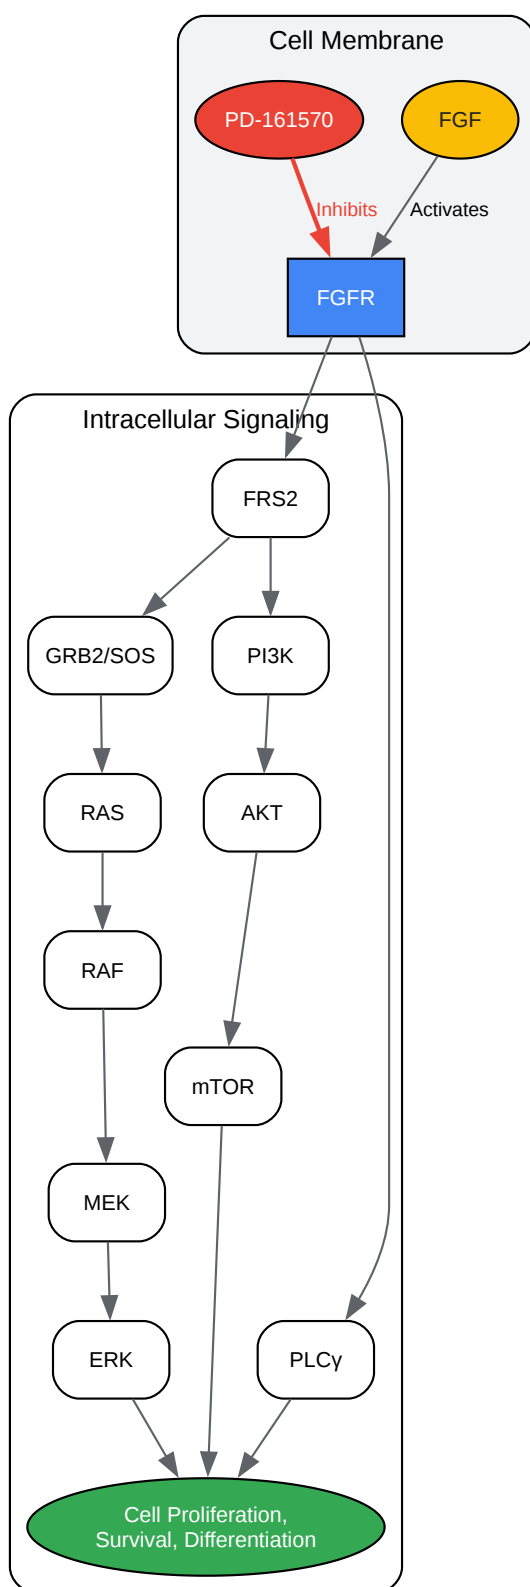 Cell Membrane
PD-161570
FGF
Inhibits
Activates
FGFR
Intracellular Signaling
FRS2
GRB2/SOS
PI3K
RAS
AKT
RAF
mTOR
MEK
ERK
PLCγ
Cell Proliferation,
Survival, Differentiation